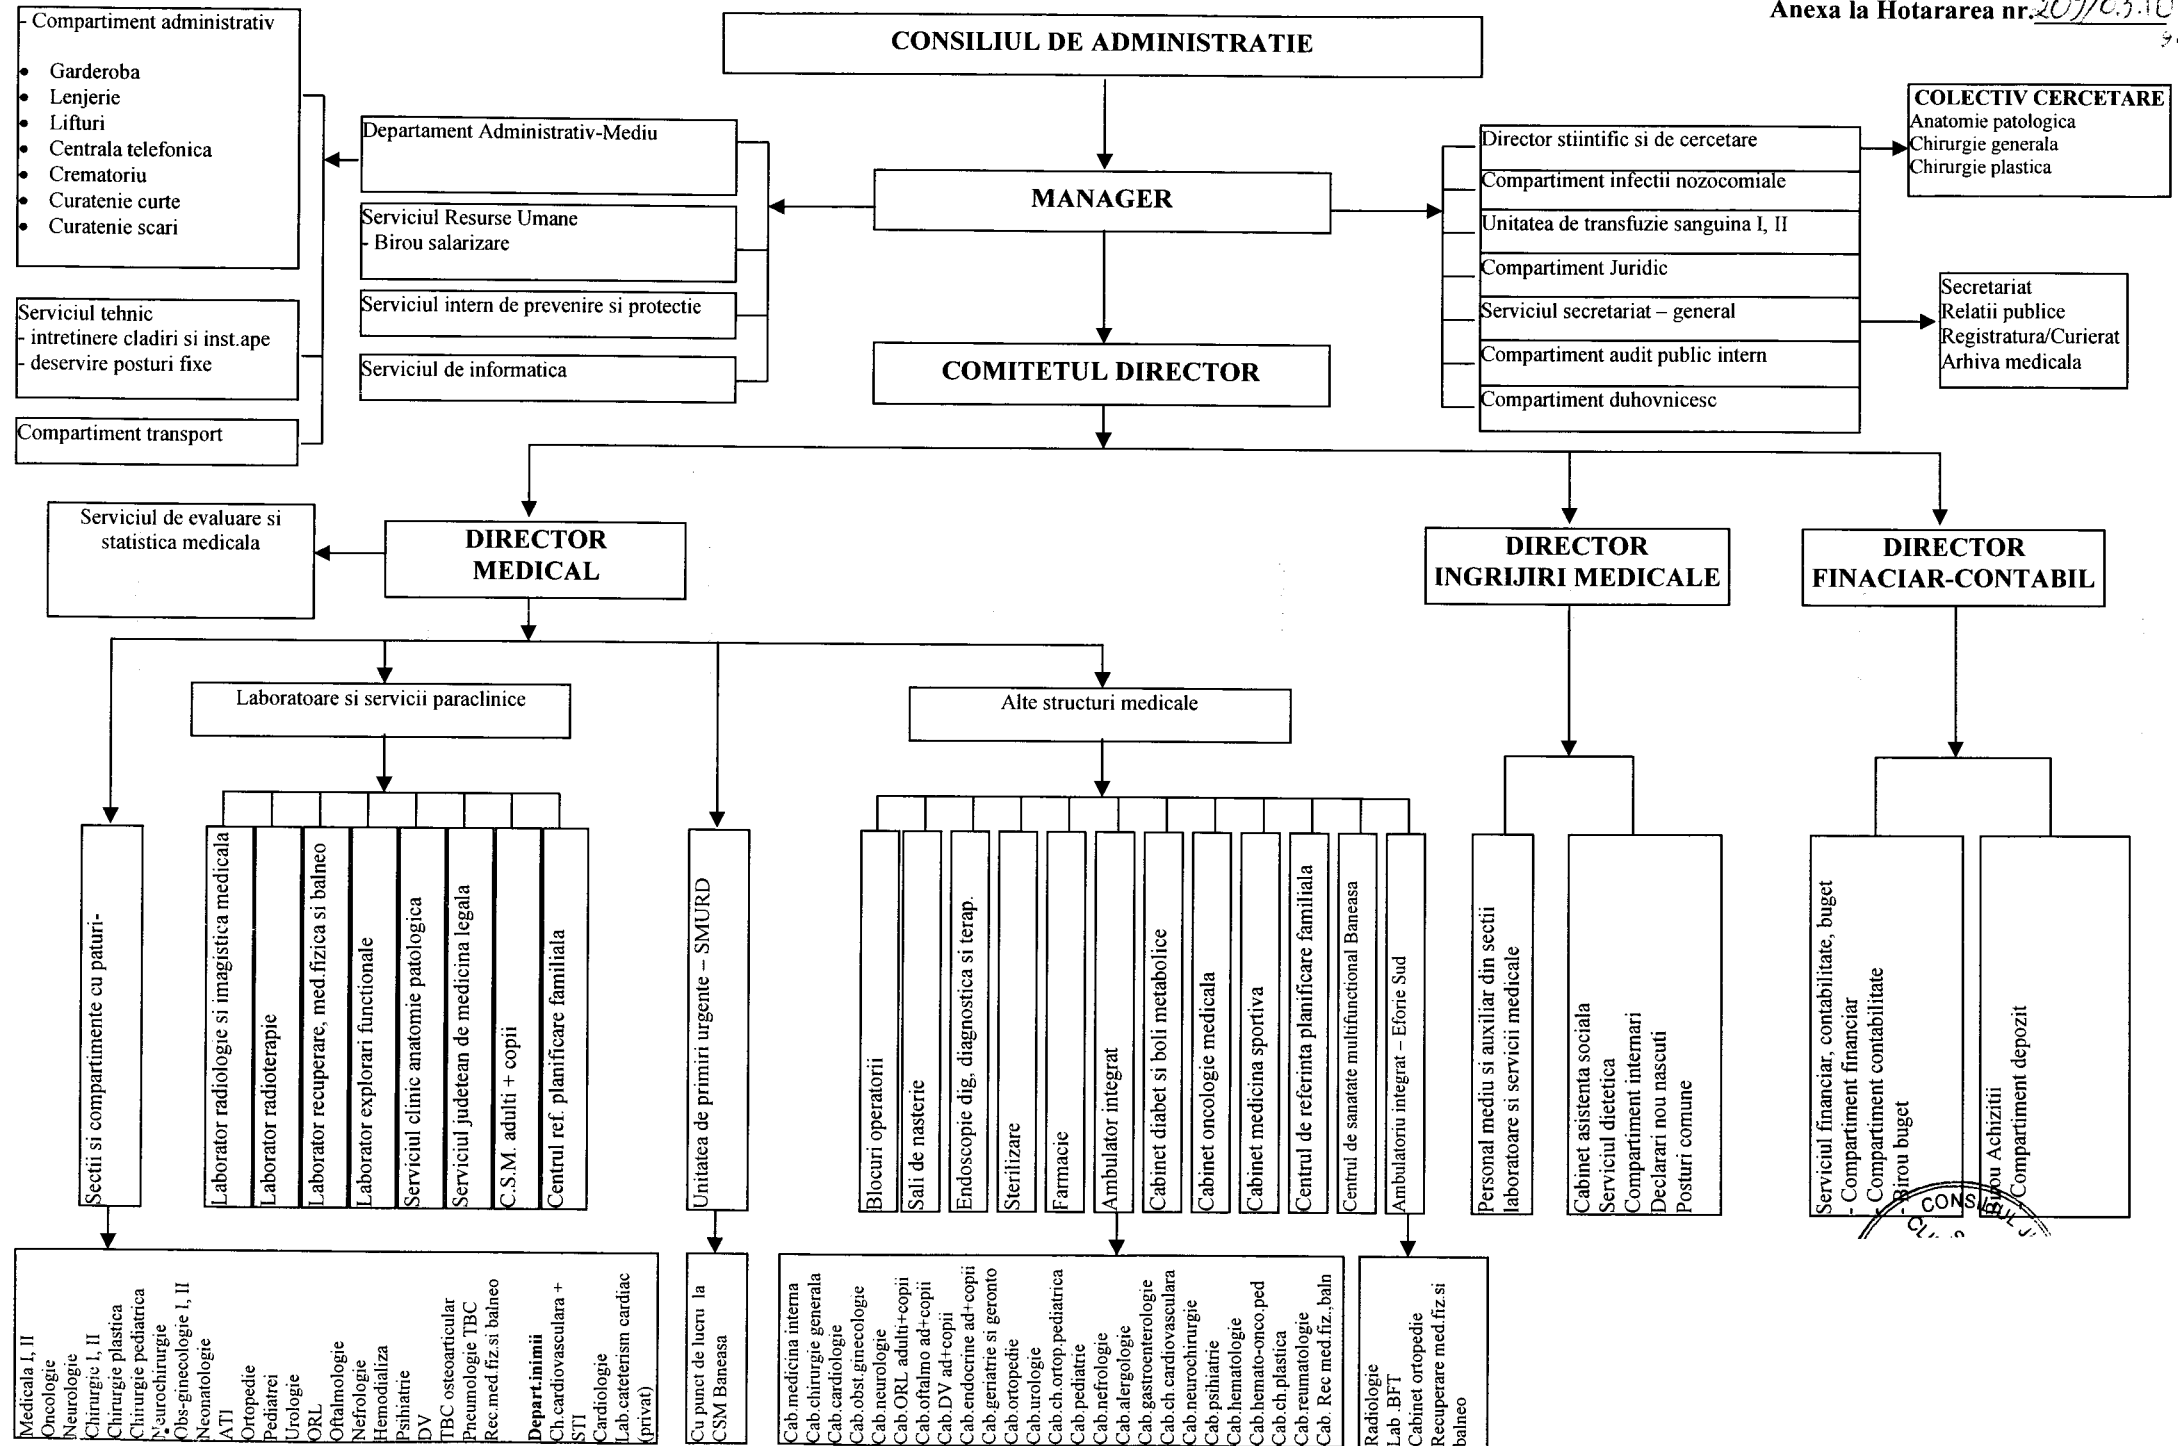 Anexa la Hotararea nr.
CONSILIUL DE ADMINISTRATIE
- Compartiment administrativ
• Garderoba
• Lenjerie
• Lifturi
• Centrala telefonica
• Crematoriu
• Curatenie curte
• Curatenie scari
Serviciul tehnic
- intretinere cladiri si inst.ape
- deservire posturi fixe
Compartiment transport
Departament Administrativ-Mediu
Serviciul Resurse Umane
- Birou salarizare
Serviciul intern de prevenire si protectie
Serviciul de informatica
MANAGER
COMITETUL DIRECTOR
Director stiintific si de cercetare
Compartiment infectii nozocomiale
Unitatea de transfuzie sanguina I, II
Compartiment Juridic
Serviciul secretariat – general
Compartiment audit public intern
Compartiment duhovnicesc
COLECTIV CERCETARE
Anatomie patologica
Chirurgie generala
Chirurgie plastica
Secretariat
Relatii publice
Registratura/Curierat
Arhiva medicala
Serviciul de evaluare si
statistica medicala
DIRECTOR
MEDICAL
DIRECTOR
INGRIJIRI MEDICALE
DIRECTOR
FINACIAR-CONTABIL
Laboratoare si servicii paraclinice
Alte structuri medicale
Sectii si compartimente cu paturi-
Laborator radiologie si imagistica medicala
Laborator radioterapie
Laborator recuperare, med.fizica si balneo
Laborator explorari functionale
Serviciul clinic anatomie patologica
Serviciul judetean de medicina legala
C.S.M. adulti + copii
Centrul ref. planificare familiala
Unitatea de primiri urgente – SMURD
Blocuri operatorii
Sali de nasterie
Endoscopie dig, diagnostica si terap.
Sterilizare
Farmacie
Ambulator integrat
Cabinet diabet si boli metabolice
Cabinet oncologie medicala
Cabinet medicina sportiva
Centrul de referinta planificare familiala
Centrul de sanatate multifunctional Baneasa
Ambulatoriu integrat – Eforie Sud
Personal mediu si auxiliar din sectii
laboratoare si servicii medicale
Cabinet asistenta sociala
Serviciul dietetica
Compartiment internari
Declarari nou nascuti
Posturi comune
Serviciul financiar, contabilitate, buget
- Compartiment financiar
- Compartiment contabilitate
- Birou buget
Birou Achizitii
- Compartiment depozit
CONSILIUL
Medicala I, II
Oncologie
Neurologie
Chirurgie I, II
Chirurgie plastica
Chirurgie pediatrica
Neurochirurgie
Obs-ginecologie I, II
Neonatologie
ATI
Ortopedie
Pediatrei
Urologie
ORL
Oftalmologie
Nefrologie
Hemodializa
Psihiatrie
DV
TBC osteoarticular
Pneumologie TBC
Rec.med.fiz.si balneo
Depart.inimii
Ch.cardiovasculara +
STI
Cardiologie
Lab.cateterism cardiac
(privat)
Cu punct de lucru la
CSM Baneasa
Cab.medicina interna
Cab.chirurgie generala
Cab.cardiologie
Cab.obst.ginecologie
Cab.neurologie
Cab.ORL adulti+copii
Cab.oftalmo ad+copii
Cab.DV ad+copii
Cab.endocrine ad+copii
Cab.geriatrie si geronto
Cab.ortopedie
Cab.urologie
Cab.ch.ortop.pediatrica
Cab.pediatrie
Cab.nefrologie
Cab.alergologie
Cab.gastroenterologie
Cab.ch.cardiovasculara
Cab.neurochirurgie
Cab.psihiatrie
Cab.hematologie
Cab.hemato-onco.ped
Cab.ch.plastica
Cab.reumatologie
Cab. Rec med.fiz.,baln
Radiologie
Lab .BFT
Cabinet ortopedie
Recuperare med.fiz.si
balneo